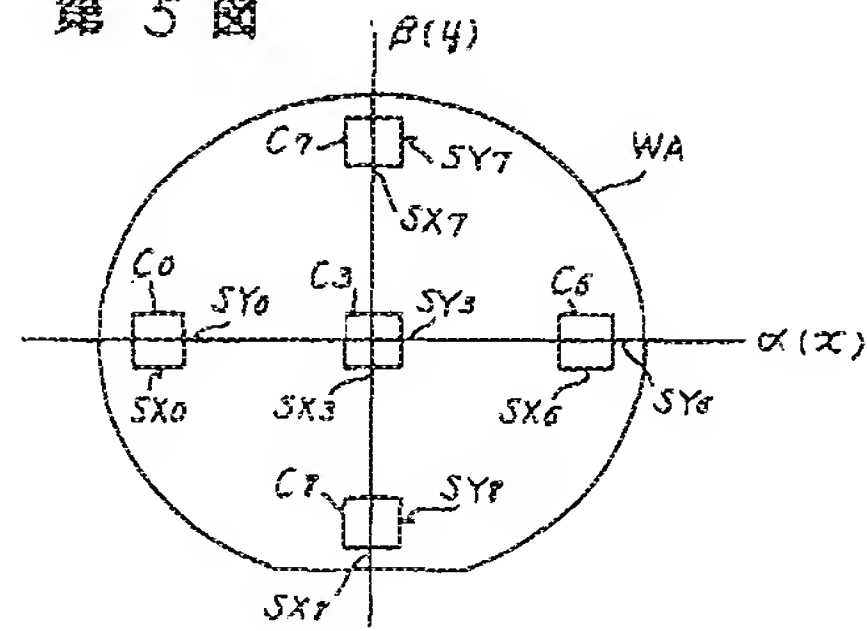 第5図
β(y)
C7
SY7
WA
SX7
C0
SY0
C3
SY3
C6
α(x)
SX0
SX3
SX6
SY6
C8
SY8
SX8